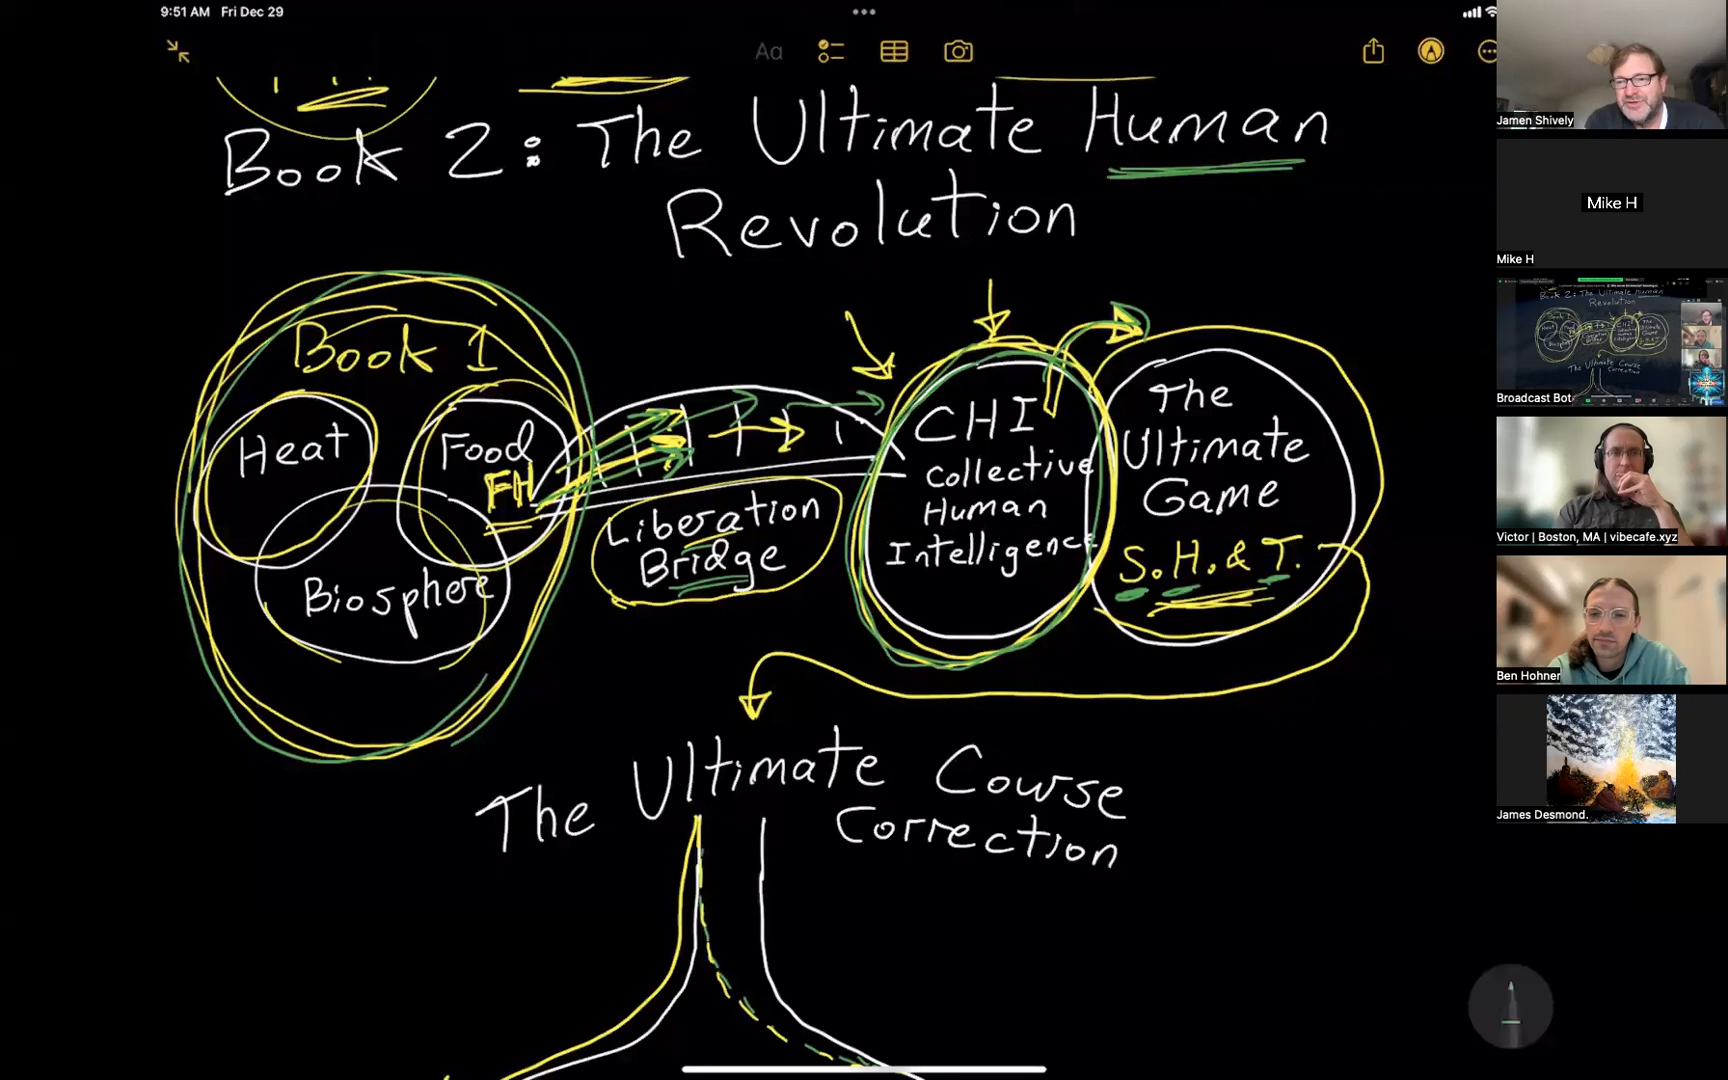 9:51 AM Fri Dec 29
Aa
Book 2: The Ultimate Human
Revolution
Book 1
Heat
Food
FH
Biosphere
Liberation
Bridge
CHI
Collective
Human
Intelligence
The
Ultimate
Game
S. H. & T.
The Ultimate Course
Correction
Jamen Shively
Mike H
Mike H
Broadcast Bot
Victor | Boston, MA | vibecafe.xyz
Ben Hohner
James Desmond.